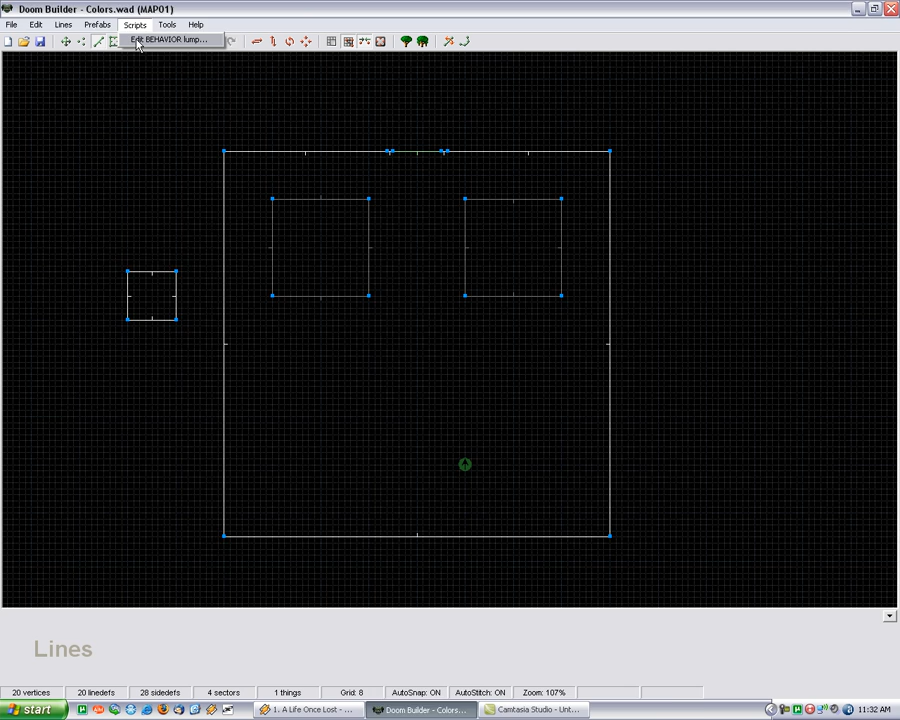 Doom Builder - Colors.wad (MAP01)
File Edit Lines Prefabs Scripts Tools Help
Edit BEHAVIOR lump...
Lines
20 vertices 20 linedefs 28 sidedefs 4 sectors 1 things Grid: 8 AutoSnap: ON AutoStitch: ON Zoom: 107%
start 1. A Life Once Lost - ... Doom Builder - Colors... Camtasia Studio - Unt... 11:32 AM